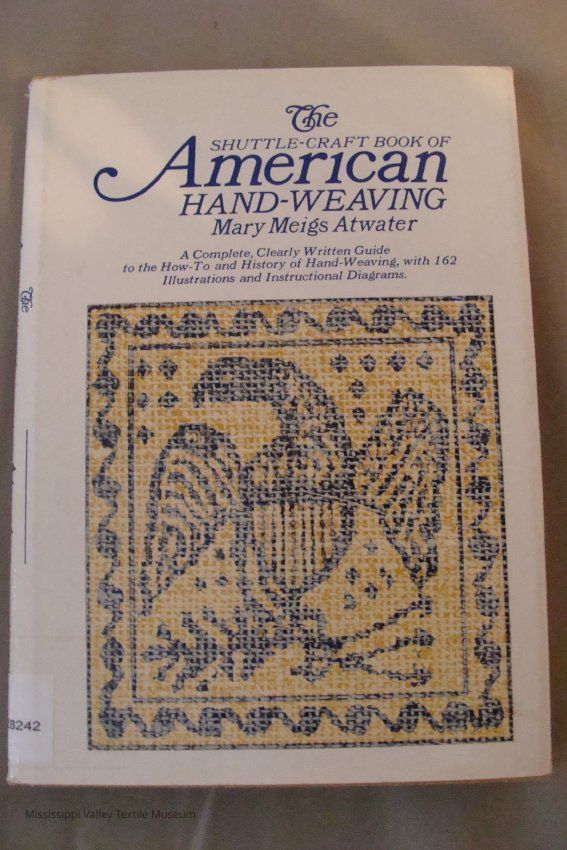 The
SHUTTLE-CRAFT BOOK OF
American
HAND-WEAVING
Mary Meigs Atwater
A Complete, Clearly Written Guide
to the How-To and History of Hand-Weaving, with 162
Illustrations and Instructional Diagrams.
The
8242
Mississippi Valley Textile Museum